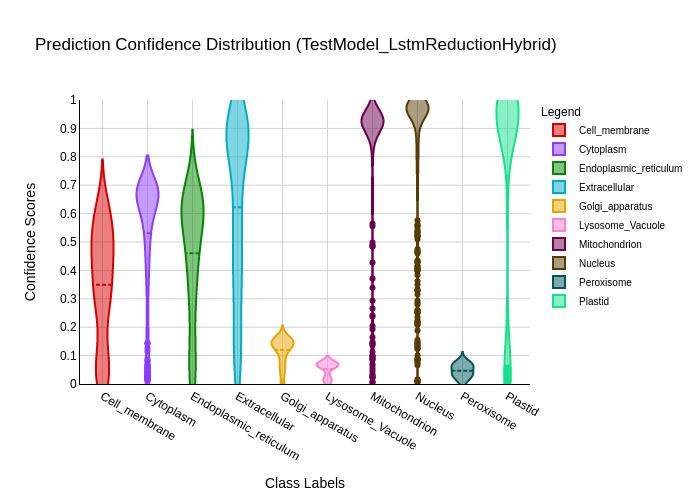 Prediction Confidence Distribution (TestModel_LstmReductionHybrid)
Confidence Scores
1
0.9
0.8
0.7
0.6
0.5
0.4
0.3
0.2
0.1
0
Cell_membrane
Cytoplasm
Endoplasmic_reticulum
Extracellular
Golgi_apparatus
Lysosome_Vacuole
Mitochondrion
Nucleus
Peroxisome
Plastid
Class Labels
Legend
Cell_membrane
Cytoplasm
Endoplasmic_reticulum
Extracellular
Golgi_apparatus
Lysosome_Vacuole
Mitochondrion
Nucleus
Peroxisome
Plastid